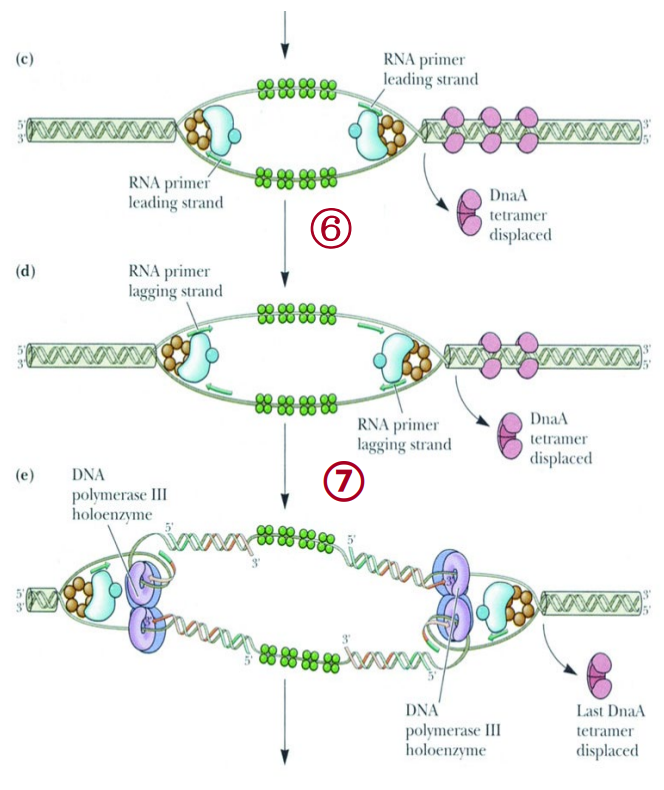 (c)
RNA primer
leading strand
5'
3'
3'
5'
RNA primer
leading strand
DnaA
tetramer
displaced
⑥
(d)
RNA primer
lagging strand
5'
3'
3'
5'
RNA primer
lagging strand
DnaA
tetramer
displaced
⑦
(e)
DNA
polymerase III
holoenzyme
5'
3'
5'
5'
3'
3'
5'
5'
3'
5'
DNA
polymerase III
holoenzyme
Last DnaA
tetramer
displaced